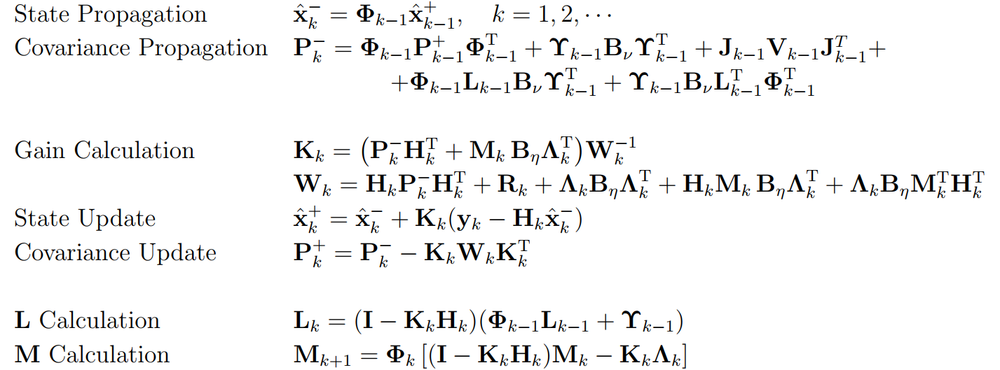 State Propagation $\hat{\mathbf{x}}_k^- = \mathbf{\Phi}_{k-1}\hat{\mathbf{x}}_{k-1}^+, \quad k = 1, 2, \cdots$
Covariance Propagation $\mathbf{P}_k^- = \mathbf{\Phi}_{k-1}\mathbf{P}_{k-1}^+\mathbf{\Phi}_{k-1}^{\mathrm{T}} + \mathbf{\Upsilon}_{k-1}\mathbf{B}_\nu\mathbf{\Upsilon}_{k-1}^{\mathrm{T}} + \mathbf{J}_{k-1}\mathbf{V}_{k-1}\mathbf{J}_{k-1}^{T} +$
$+ \mathbf{\Phi}_{k-1}\mathbf{L}_{k-1}\mathbf{B}_\nu\mathbf{\Upsilon}_{k-1}^{\mathrm{T}} + \mathbf{\Upsilon}_{k-1}\mathbf{B}_\nu\mathbf{L}_{k-1}^{\mathrm{T}}\mathbf{\Phi}_{k-1}^{\mathrm{T}}$
Gain Calculation $\mathbf{K}_k = \left(\mathbf{P}_k^-\mathbf{H}_k^{\mathrm{T}} + \mathbf{M}_k\,\mathbf{B}_\eta\mathbf{\Lambda}_k^{\mathrm{T}}\right)\mathbf{W}_k^{-1}$
$\mathbf{W}_k = \mathbf{H}_k\mathbf{P}_k^-\mathbf{H}_k^{\mathrm{T}} + \mathbf{R}_k + \mathbf{\Lambda}_k\mathbf{B}_\eta\mathbf{\Lambda}_k^{\mathrm{T}} + \mathbf{H}_k\mathbf{M}_k\,\mathbf{B}_\eta\mathbf{\Lambda}_k^{\mathrm{T}} + \mathbf{\Lambda}_k\mathbf{B}_\eta\mathbf{M}_k^{\mathrm{T}}\mathbf{H}_k^{\mathrm{T}}$
State Update $\hat{\mathbf{x}}_k^+ = \hat{\mathbf{x}}_k^- + \mathbf{K}_k(\mathbf{y}_k - \mathbf{H}_k\hat{\mathbf{x}}_k^-)$
Covariance Update $\mathbf{P}_k^+ = \mathbf{P}_k^- - \mathbf{K}_k\mathbf{W}_k\mathbf{K}_k^{\mathrm{T}}$
$\mathbf{L}$ Calculation $\mathbf{L}_k = (\mathbf{I} - \mathbf{K}_k\mathbf{H}_k)(\mathbf{\Phi}_{k-1}\mathbf{L}_{k-1} + \mathbf{\Upsilon}_{k-1})$
$\mathbf{M}$ Calculation $\mathbf{M}_{k+1} = \mathbf{\Phi}_k\left[(\mathbf{I} - \mathbf{K}_k\mathbf{H}_k)\mathbf{M}_k - \mathbf{K}_k\mathbf{\Lambda}_k\right]$